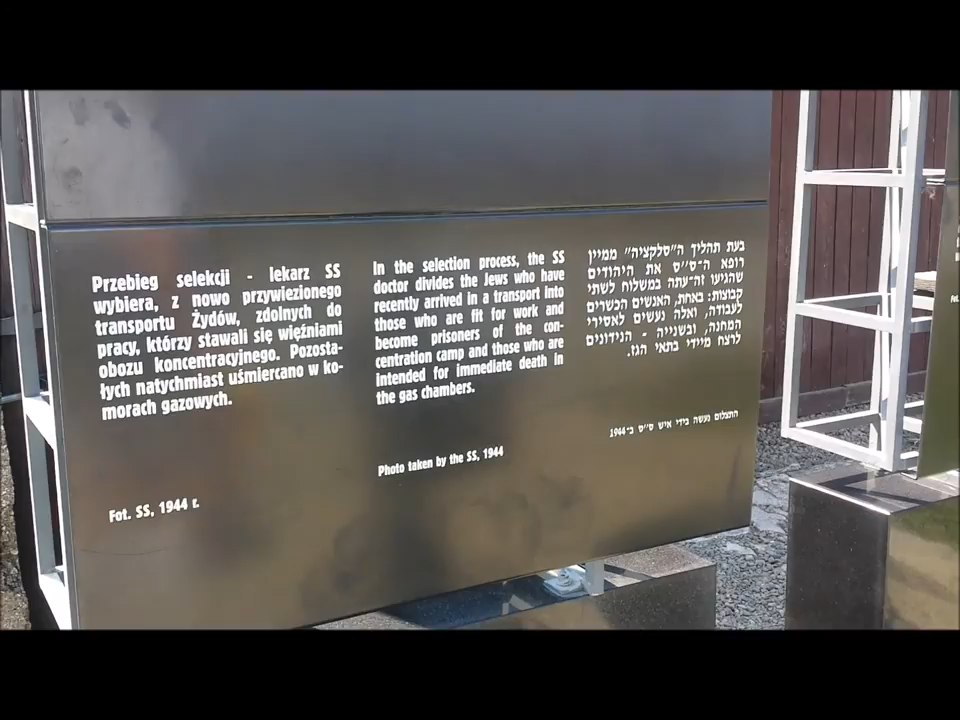 Przebieg selekcji - lekarz SS
wybiera, z nowo przywiezionego
transportu Żydów, zdolnych do
pracy, którzy stawali się więźniami
obozu koncentracyjnego. Pozosta-
łych natychmiast uśmiercano w ko-
morach gazowych.
Fot. SS, 1944 r.
In the selection process, the SS
doctor divides the Jews who have
recently arrived in a transport into
those who are fit for work and
become prisoners of the con-
centration camp and those who are
intended for immediate death in
the gas chambers.
Photo taken by the SS, 1944
בעת תהליך ה"סלקציה" ממיין
רופא ה-ס"ס את היהודים
שהגיעו זה-עתה במשלוח לשתי
קבוצות: באחת, האנשים הכשרים
לעבודה, ואלה נעשים לאסירי
המחנה, ובשנייה - הנידונים
לרצח מיידי בתאי הגז.
התצלום נעשה בידי איש ס"ס ב-1944